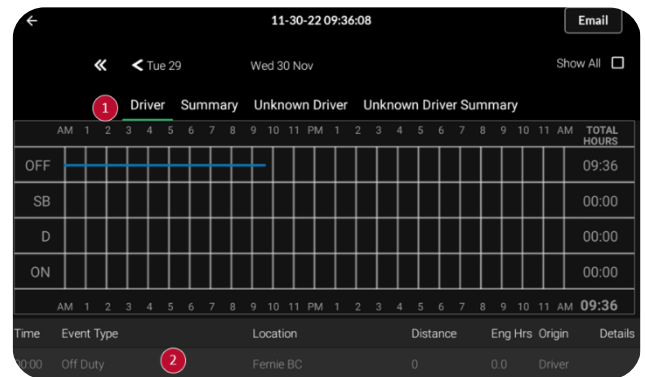 11-30-22 09:36:08 Email
Tue 29 Wed 30 Nov Show All
1 Driver Summary Unknown Driver Unknown Driver Summary
AM 1 2 3 4 5 6 7 8 9 10 11 PM 1 2 3 4 5 6 7 8 9 10 11 AM TOTAL HOURS
OFF 09:36
SB 00:00
D 00:00
ON 00:00
AM 1 2 3 4 5 6 7 8 9 10 11 PM 1 2 3 4 5 6 7 8 9 10 11 AM 09:36
Time Event Type Location Distance Eng Hrs Origin Details
00:00 Off Duty 2 Fernie BC 0 0.0 Driver